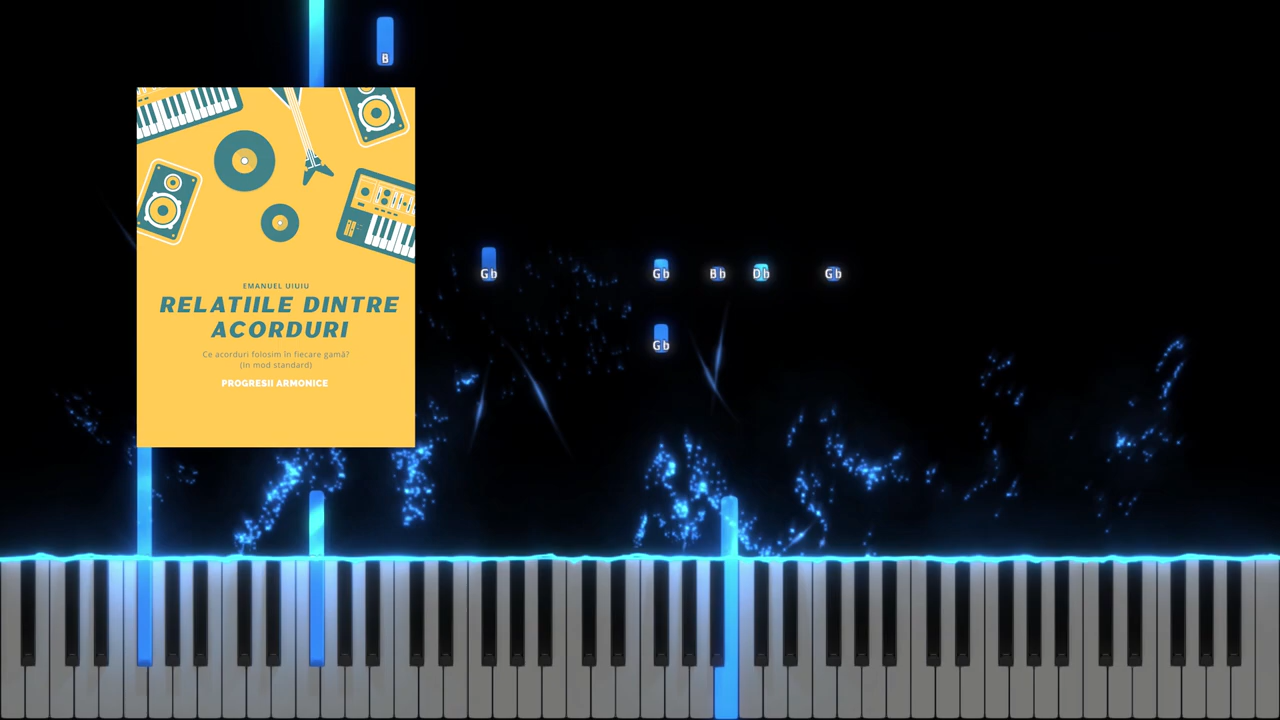 B
EMANUEL UIUIU
RELATIILE DINTRE
ACORDURI
Ce acorduri folosim în fiecare gamă?
(In mod standard)
PROGRESII ARMONICE
Gb
Gb
Bb
Db
Gb
Gb